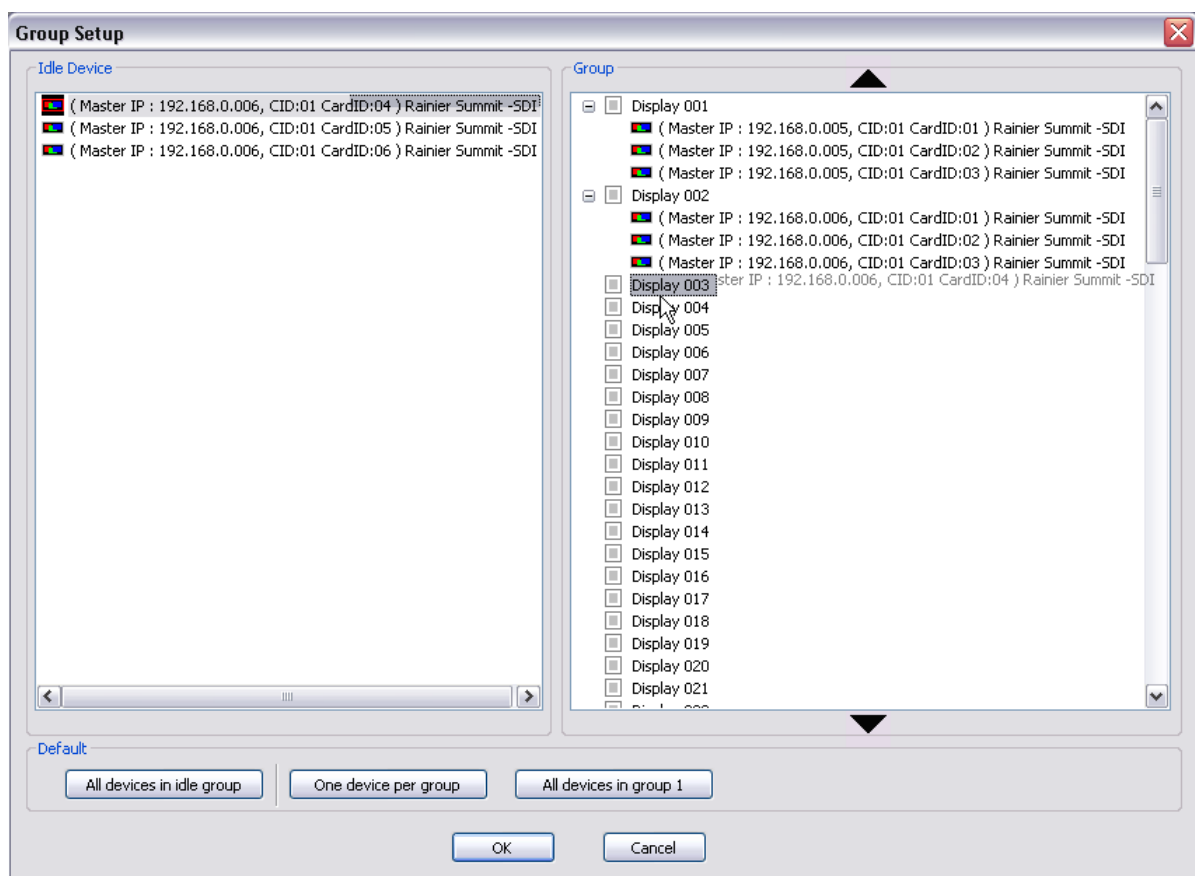 Group Setup
Idle Device
( Master IP : 192.168.0.006, CID:01 CardID:04 ) Rainier Summit -SDI
( Master IP : 192.168.0.006, CID:01 CardID:05 ) Rainier Summit -SDI
( Master IP : 192.168.0.006, CID:01 CardID:06 ) Rainier Summit -SDI
Group
Display 001
( Master IP : 192.168.0.005, CID:01 CardID:01 ) Rainier Summit -SDI
( Master IP : 192.168.0.005, CID:01 CardID:02 ) Rainier Summit -SDI
( Master IP : 192.168.0.005, CID:01 CardID:03 ) Rainier Summit -SDI
Display 002
( Master IP : 192.168.0.006, CID:01 CardID:01 ) Rainier Summit -SDI
( Master IP : 192.168.0.006, CID:01 CardID:02 ) Rainier Summit -SDI
( Master IP : 192.168.0.006, CID:01 CardID:03 ) Rainier Summit -SDI
Display 003 ster IP : 192.168.0.006, CID:01 CardID:04 ) Rainier Summit -SDI
Display 004
Display 005
Display 006
Display 007
Display 008
Display 009
Display 010
Display 011
Display 012
Display 013
Display 014
Display 015
Display 016
Display 017
Display 018
Display 019
Display 020
Display 021
Default
All devices in idle group
One device per group
All devices in group 1
OK
Cancel